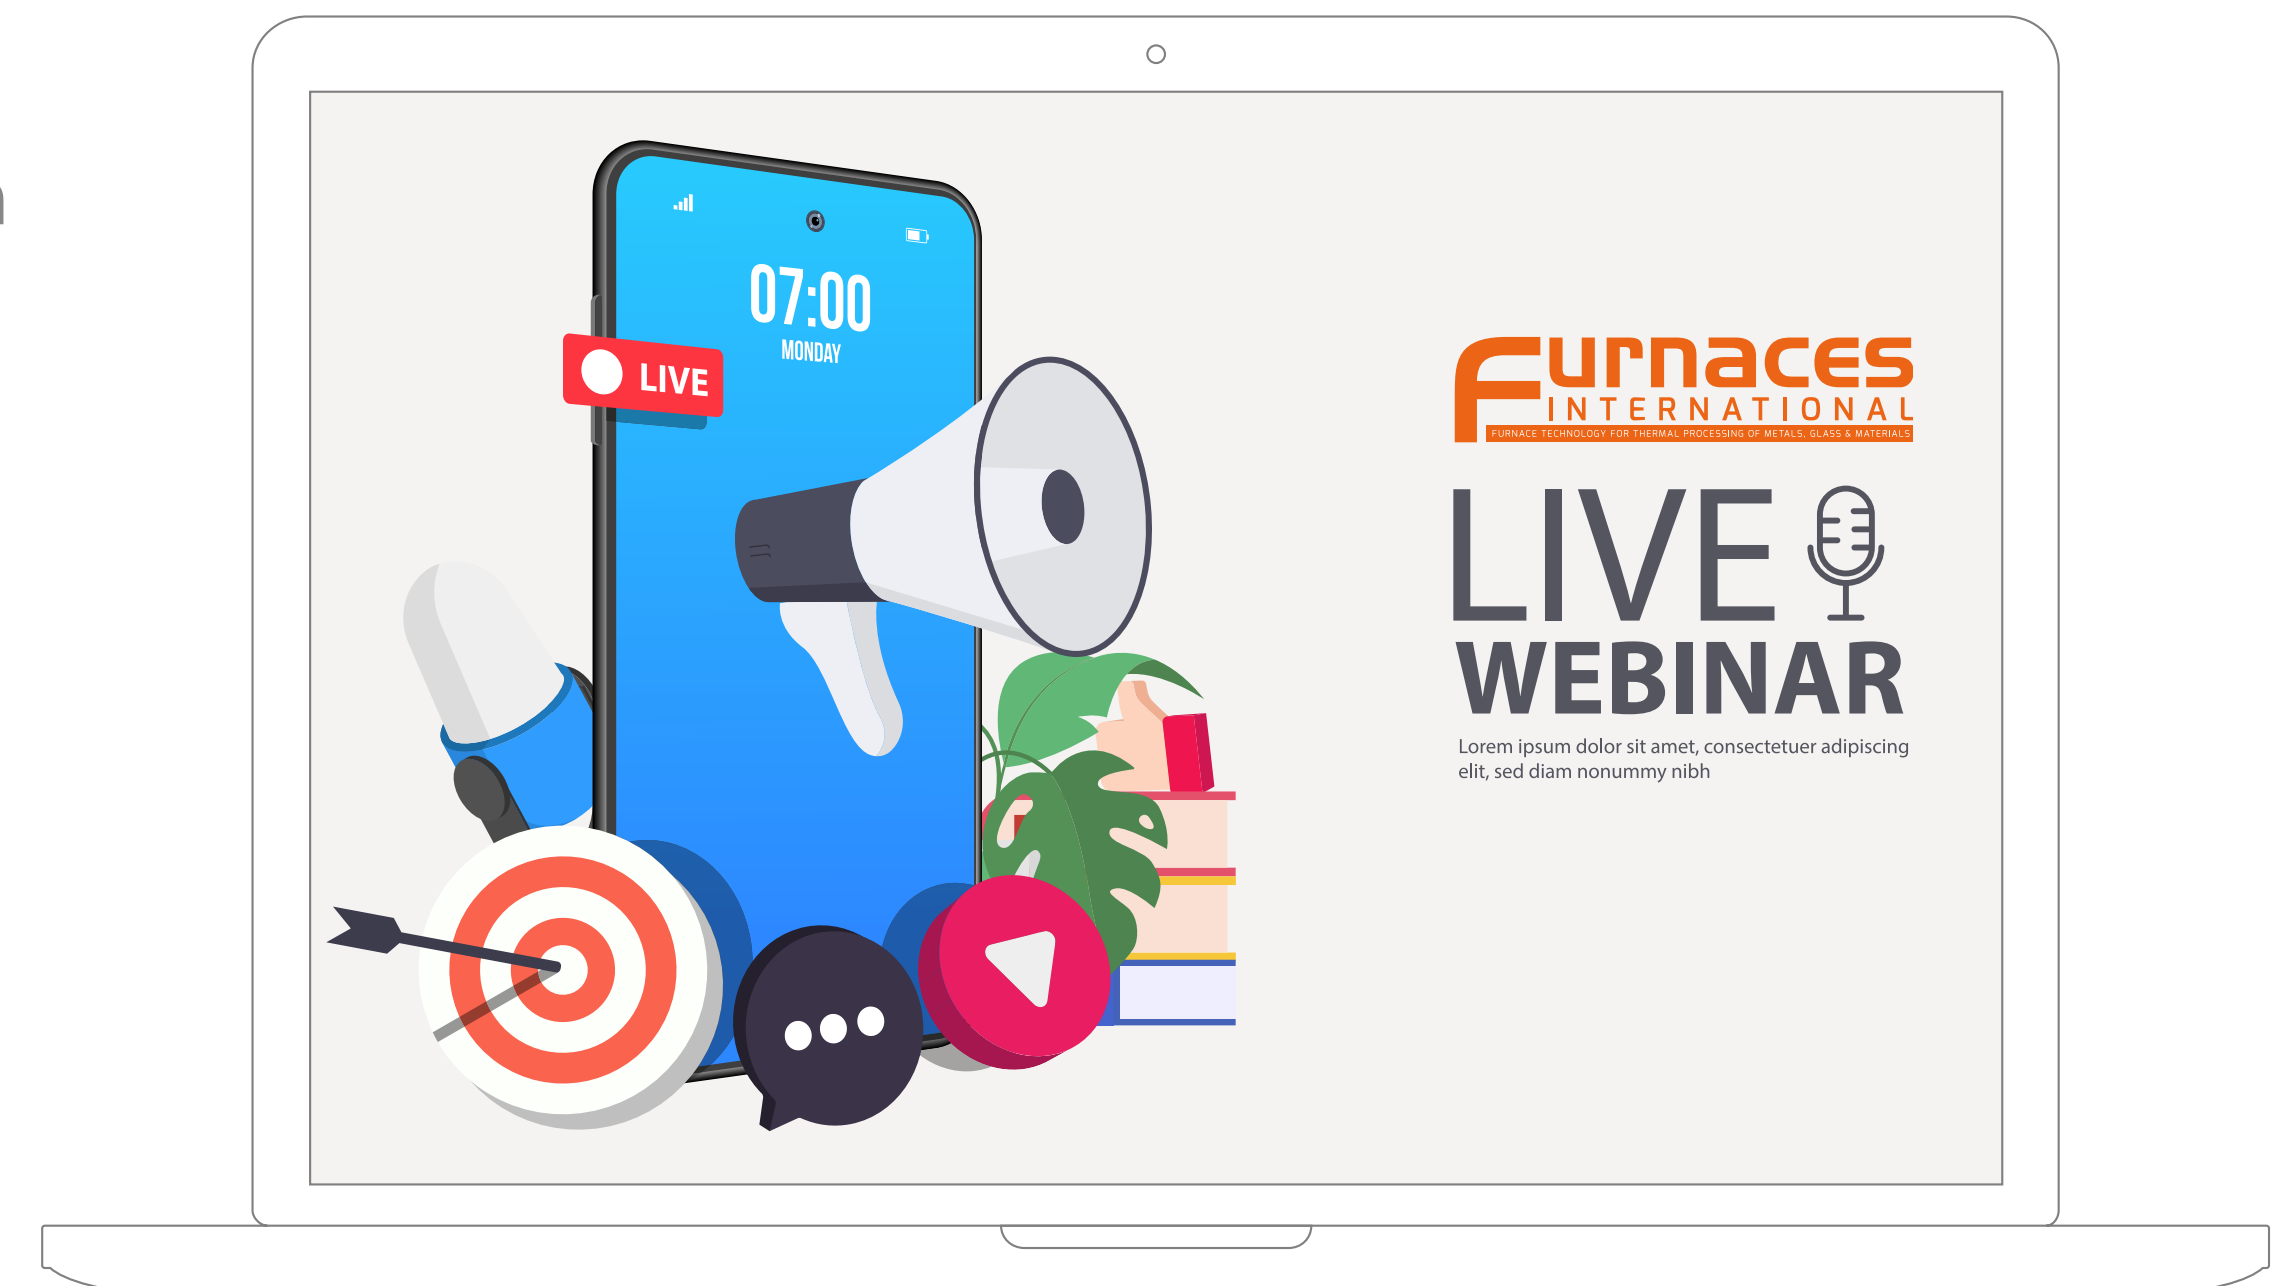 07:00
MONDAY
LIVE
FURNACES
INTERNATIONAL
FURNACE TECHNOLOGY FOR THERMAL PROCESSING OF METALS, GLASS & MATERIALS
LIVE
WEBINAR
Lorem ipsum dolor sit amet, consectetuer adipiscing
elit, sed diam nonummy nibh